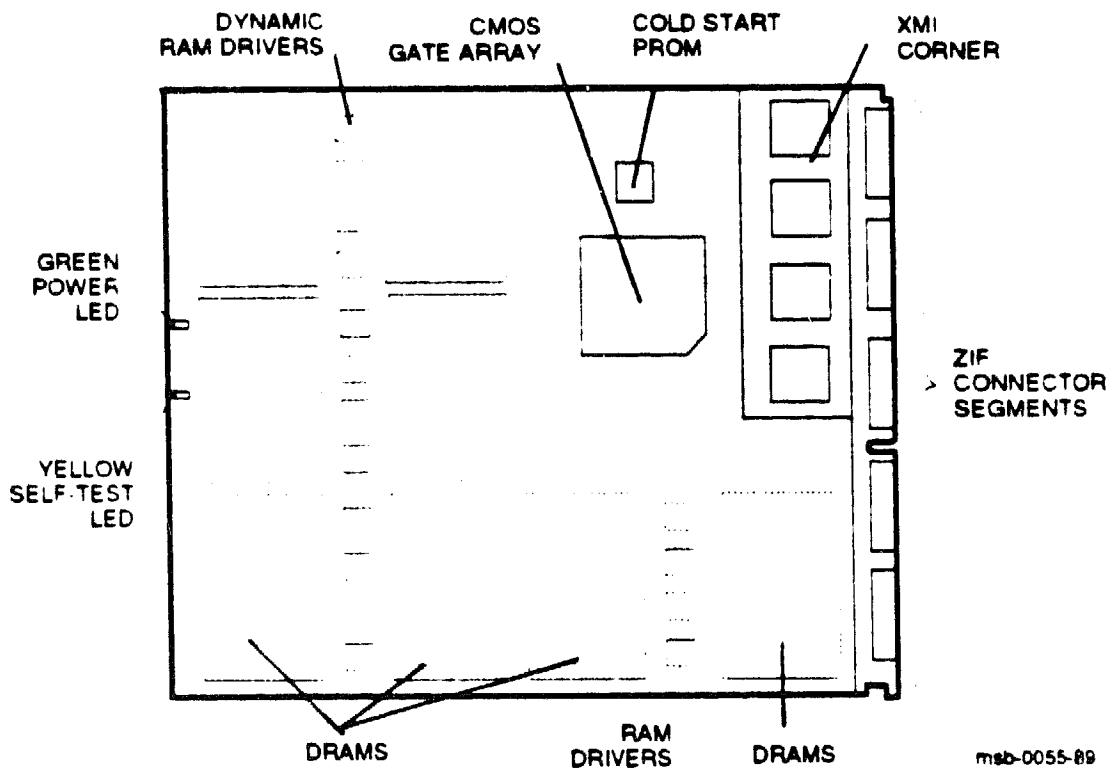 DYNAMIC
RAM DRIVERS
CMOS
GATE ARRAY
COLD START
PROM
XMI
CORNER
GREEN
POWER
LED
ZIF
CONNECTOR
SEGMENTS
YELLOW
SELF-TEST
LED
DRAMS
RAM
DRIVERS
DRAMS
msb-0055-89